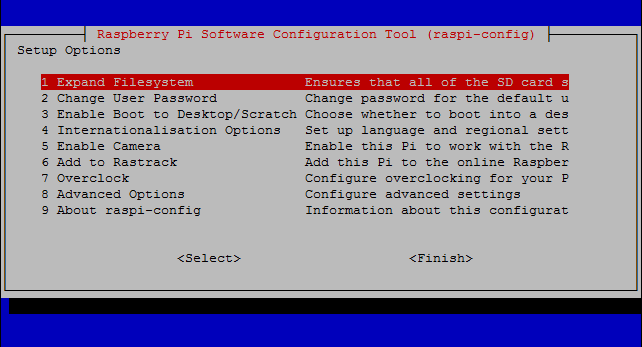 Raspberry Pi Software Configuration Tool (raspi-config)
Setup Options
1 Expand Filesystem Ensures that all of the SD card s
2 Change User Password Change password for the default u
3 Enable Boot to Desktop/Scratch Choose whether to boot into a des
4 Internationalisation Options Set up language and regional sett
5 Enable Camera Enable this Pi to work with the R
6 Add to Rastrack Add this Pi to the online Raspber
7 Overclock Configure overclocking for your P
8 Advanced Options Configure advanced settings
9 About raspi-config Information about this configurat
<Select> <Finish>